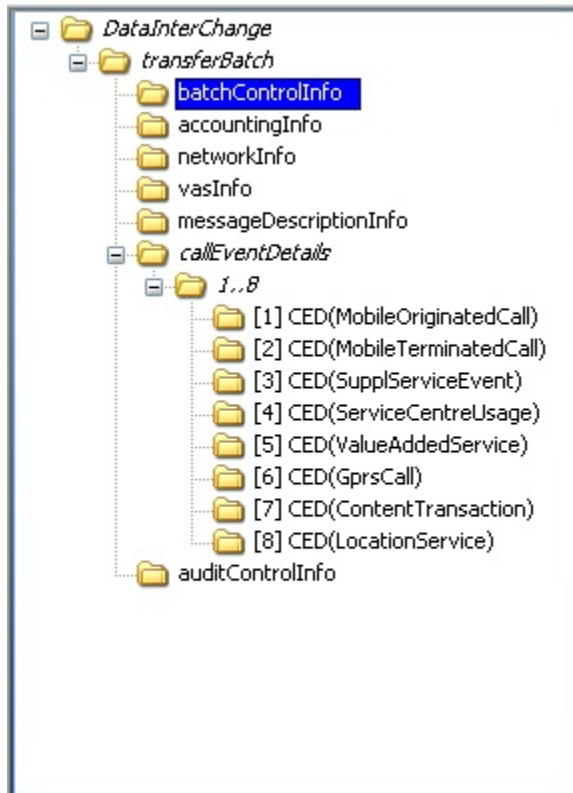 DataInterChange
transferBatch
batchControlInfo
accountingInfo
networkInfo
vasInfo
messageDescriptionInfo
callEventDetails
1..8
[1] CED(MobileOriginatedCall)
[2] CED(MobileTerminatedCall)
[3] CED(SupplServiceEvent)
[4] CED(ServiceCentreUsage)
[5] CED(ValueAddedService)
[6] CED(GprsCall)
[7] CED(ContentTransaction)
[8] CED(LocationService)
auditControlInfo